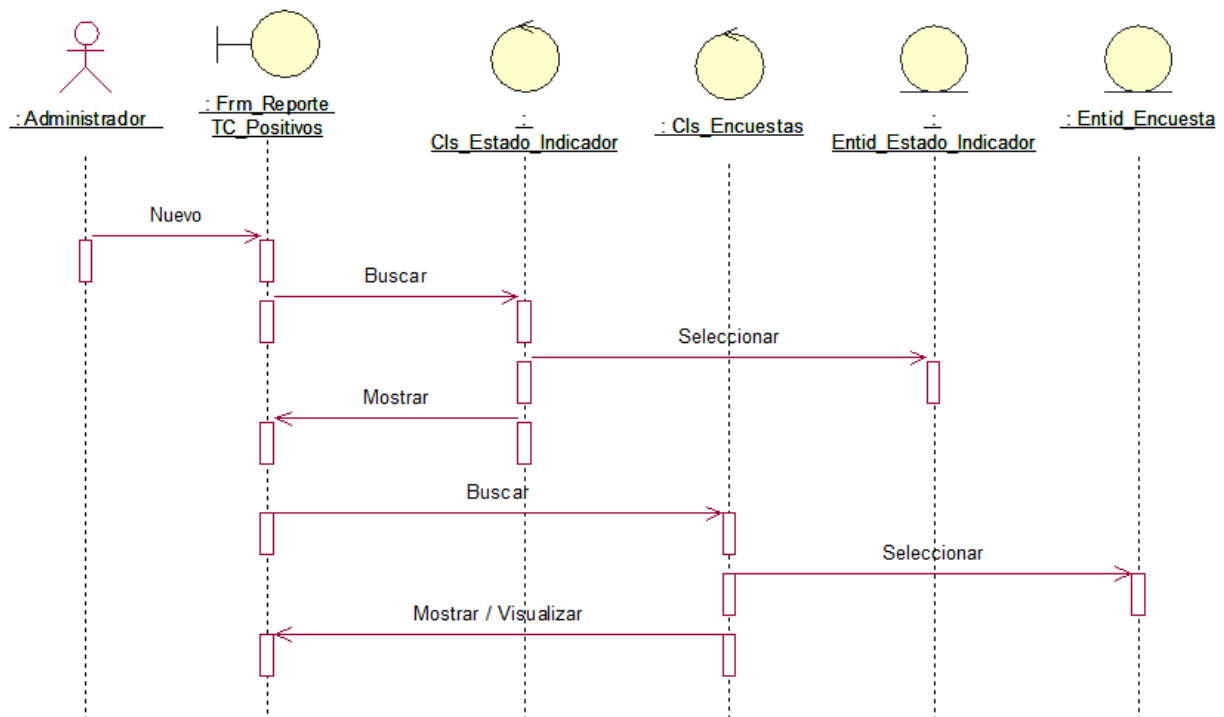 : Administrador
: Frm_Reporte
TC_Positivos
:
Cls_Estado_Indicador
: Cls_Encuestas
:
Entid_Estado_Indicador
: Entid_Encuesta
Nuevo
Buscar
Seleccionar
Mostrar
Buscar
Seleccionar
Mostrar / Visualizar